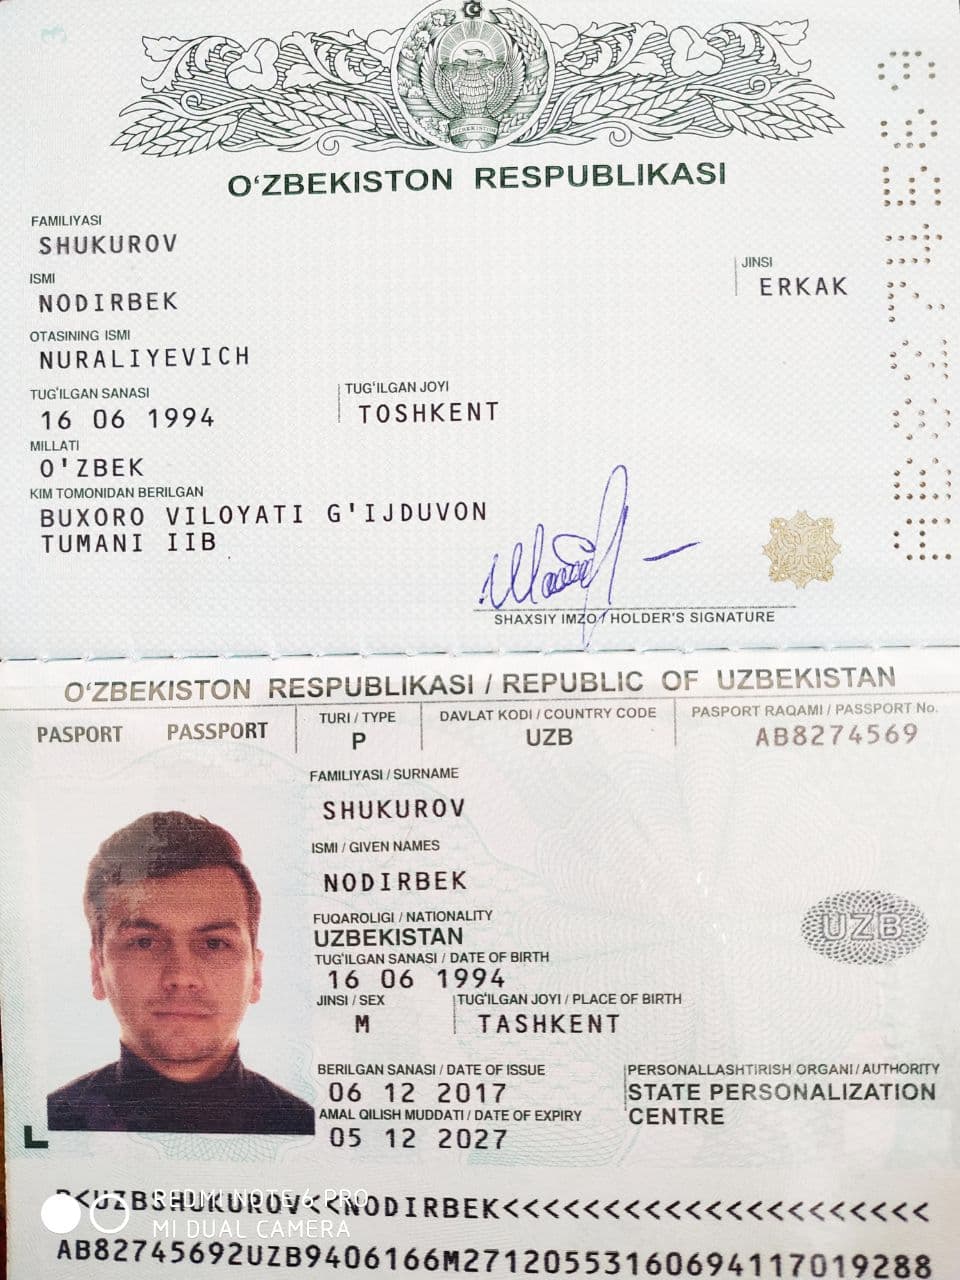 O‘ZBEKISTON RESPUBLIKASI
FAMILIYASI
SHUKUROV
ISMI
NODIRBEK
JINSI
ERKAK
OTASINING ISMI
NURALIYEVICH
TUG‘ILGAN SANASI
16 06 1994
TUG‘ILGAN JOYI
TOSHKENT
MILLATI
O'ZBEK
KIM TOMONIDAN BERILGAN
BUXORO VILOYATI G'IJDUVON
TUMANI IIB
SHAXSIY IMZO / HOLDER'S SIGNATURE
AB8274569
O‘ZBEKISTON RESPUBLIKASI / REPUBLIC OF UZBEKISTAN
PASPORT PASSPORT
TURI / TYPE
P
DAVLAT KODI / COUNTRY CODE
UZB
PASPORT RAQAMI / PASSPORT No.
AB8274569
FAMILIYASI / SURNAME
SHUKUROV
ISMI / GIVEN NAMES
NODIRBEK
FUQAROLIGI / NATIONALITY
UZBEKISTAN
UZB
TUG‘ILGAN SANASI / DATE OF BIRTH
16 06 1994
JINSI / SEX
M
TUG‘ILGAN JOYI / PLACE OF BIRTH
TASHKENT
BERILGAN SANASI / DATE OF ISSUE
06 12 2017
AMAL QILISH MUDDATI / DATE OF EXPIRY
05 12 2027
PERSONALLASHTIRISH ORGANI / AUTHORITY
STATE PERSONALIZATION
CENTRE
P<UZBSHUKUROV<<NODIRBEK<<<<<<<<<<<<<<<<<<<<<
AB82745692UZB9406166M27120553160694117019288
REDMI NOTE 6 PRO
MI DUAL CAMERA